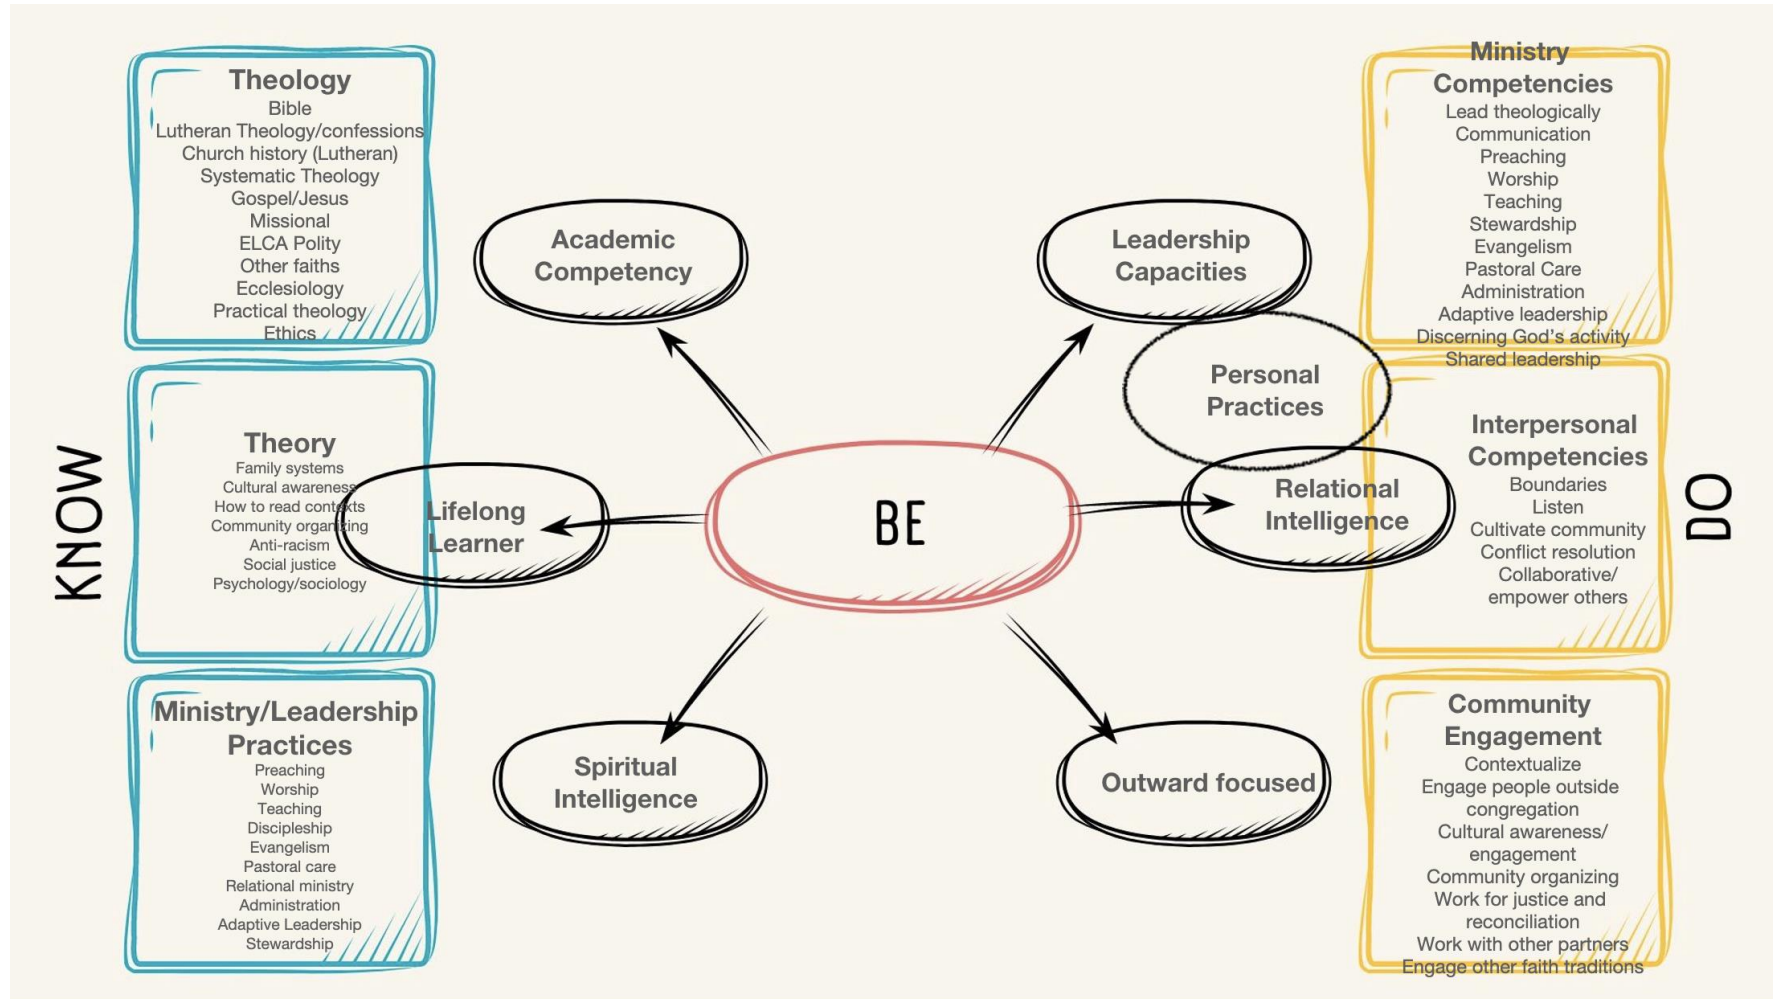 KNOW
Theology
Bible
Lutheran Theology/confessions
Church history (Lutheran)
Systematic Theology
Gospel/Jesus
Missional
ELCA Polity
Other faiths
Ecclesiology
Practical theology
Ethics
Theory
Family systems
Cultural awareness
How to read contexts
Community organizing
Anti-racism
Social justice
Psychology/sociology
Ministry/Leadership
Practices
Preaching
Worship
Teaching
Discipleship
Evangelism
Pastoral care
Relational ministry
Administration
Adaptive Leadership
Stewardship
Academic
Competency
Lifelong
Learner
Spiritual
Intelligence
BE
Leadership
Capacities
Personal
Practices
Relational
Intelligence
Outward focused
Ministry
Competencies
Lead theologically
Communication
Preaching
Worship
Teaching
Stewardship
Evangelism
Pastoral Care
Administration
Adaptive leadership
Discerning God's activity
Shared leadership
Interpersonal
Competencies
Boundaries
Listen
Cultivate community
Conflict resolution
Collaborative/
empower others
Community
Engagement
Contextualize
Engage people outside
congregation
Cultural awareness/
engagement
Community organizing
Work for justice and
reconciliation
Work with other partners
Engage other faith traditions
DO